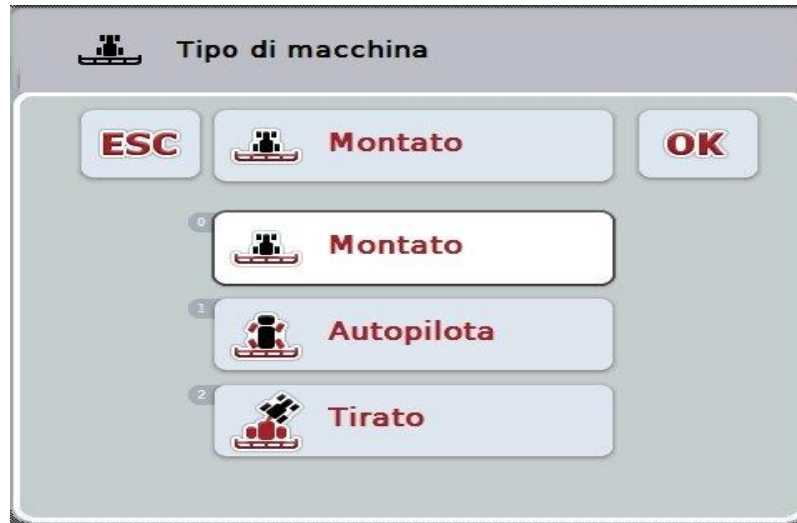 Tipo di macchina
ESC Montato OK
0 Montato
1 Autopilota
2 Tirato